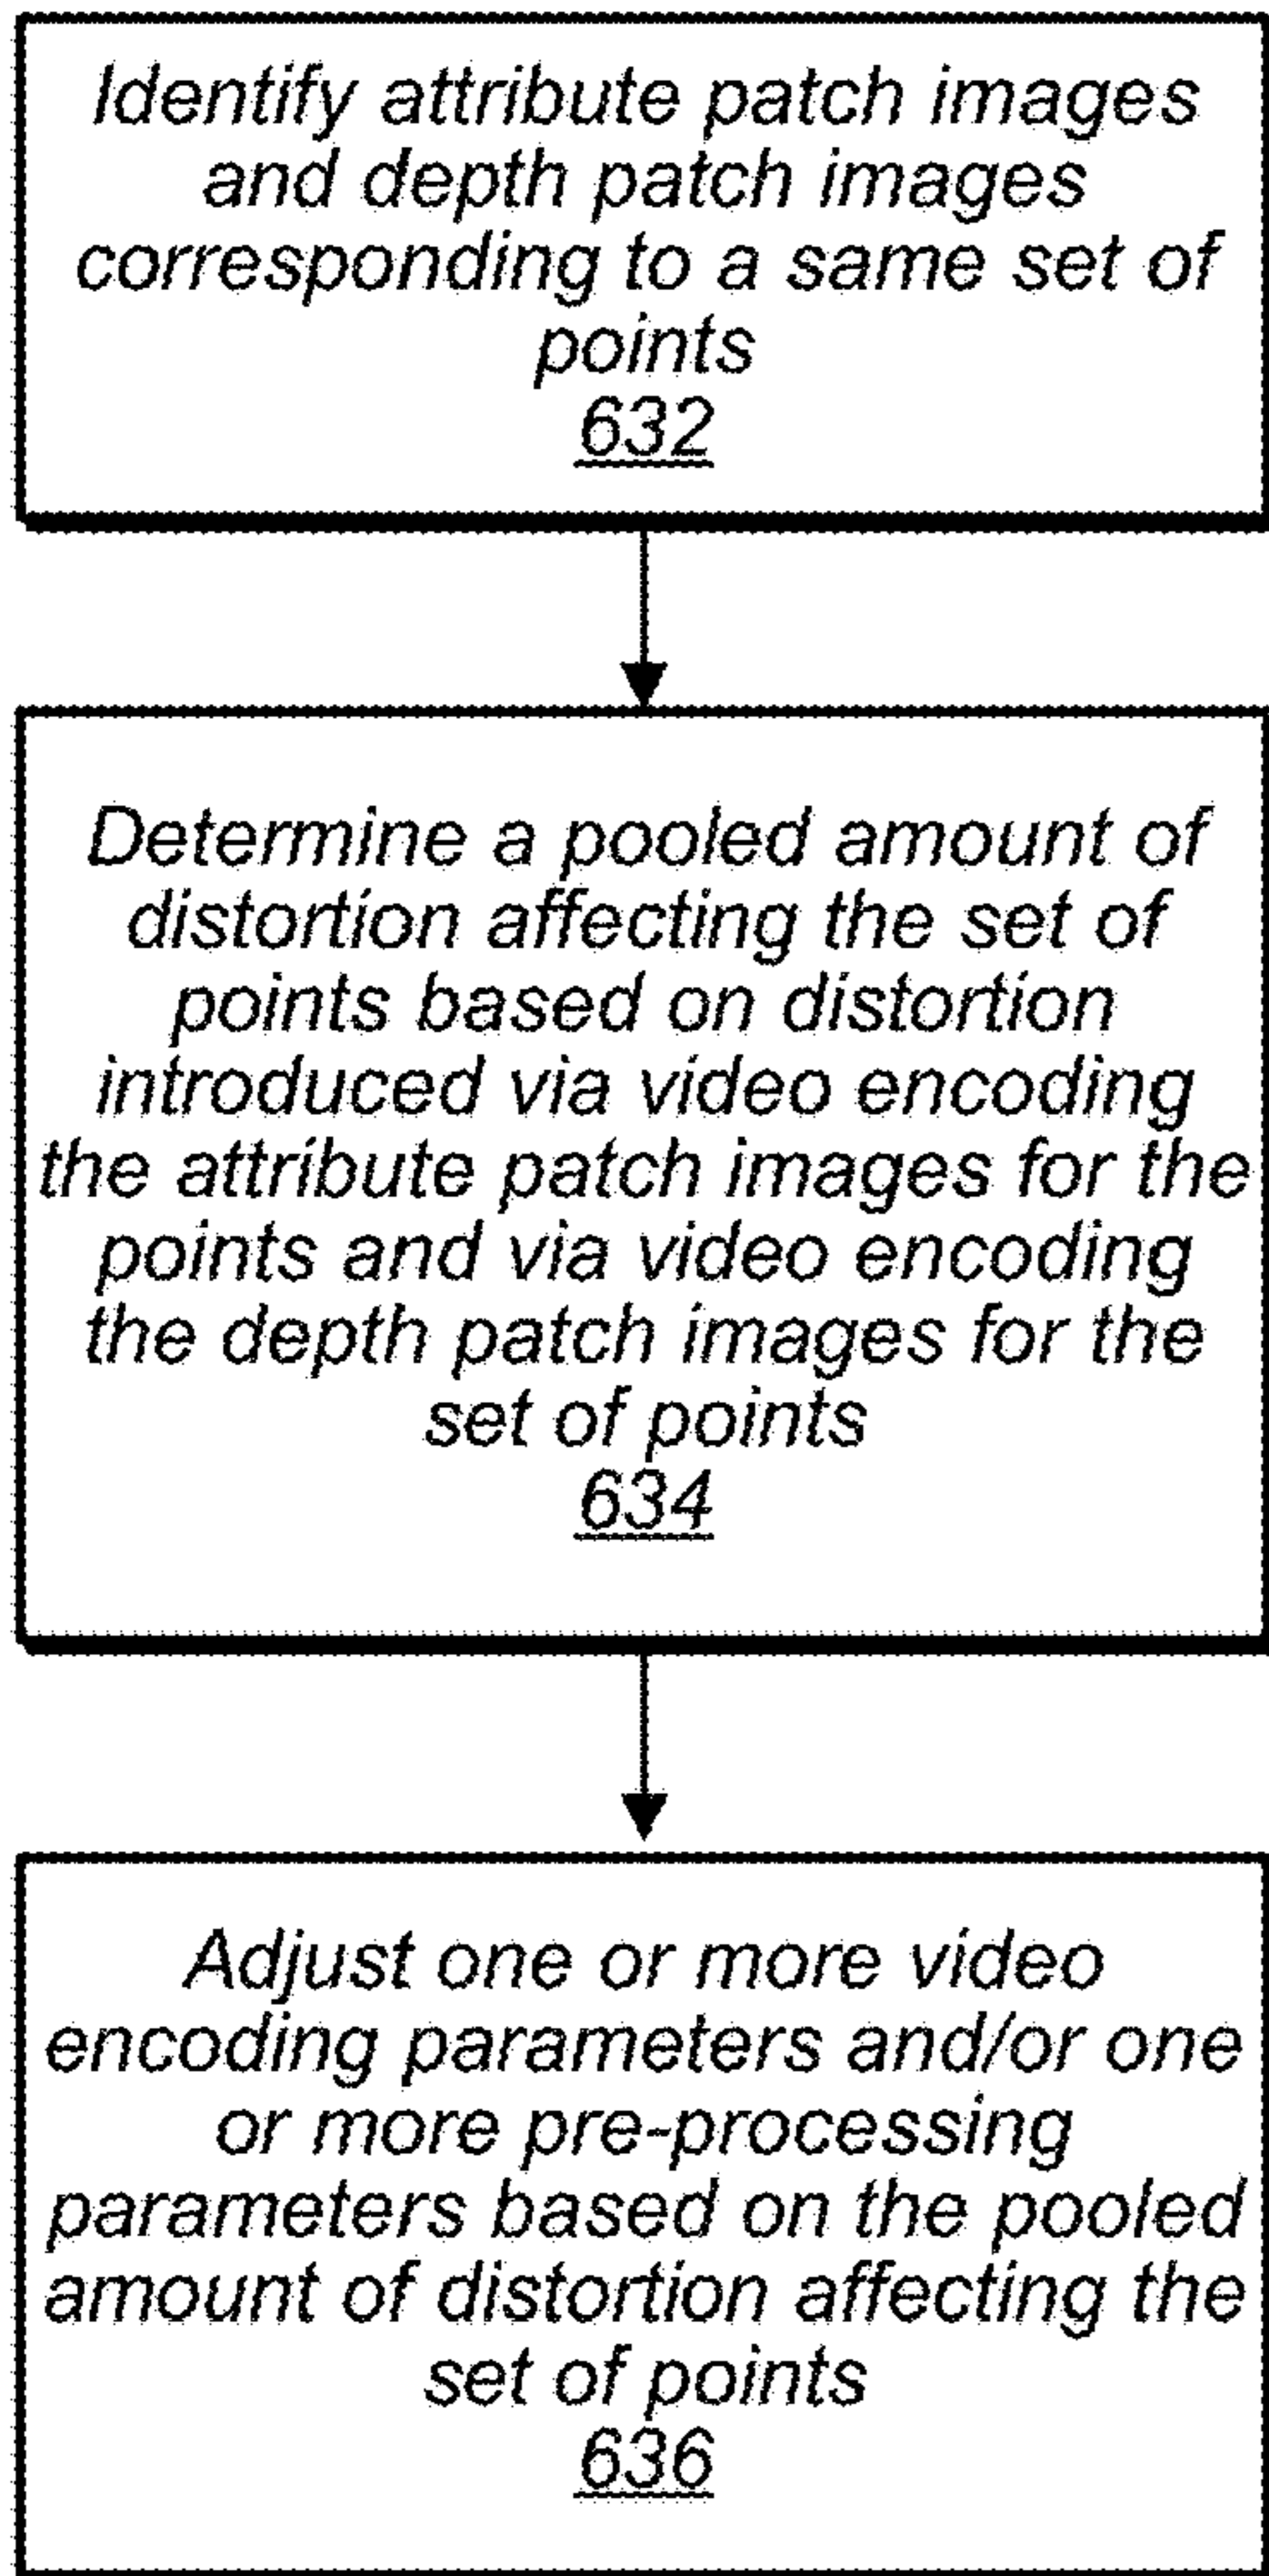 Identify attribute patch images
and depth patch images
corresponding to a same set of
points
632
Determine a pooled amount of
distortion affecting the set of
points based on distortion
introduced via video encoding
the attribute patch images for the
points and via video encoding
the depth patch images for the
set of points
634
Adjust one or more video
encoding parameters and/or one
or more pre-processing
parameters based on the pooled
amount of distortion affecting the
set of points
636